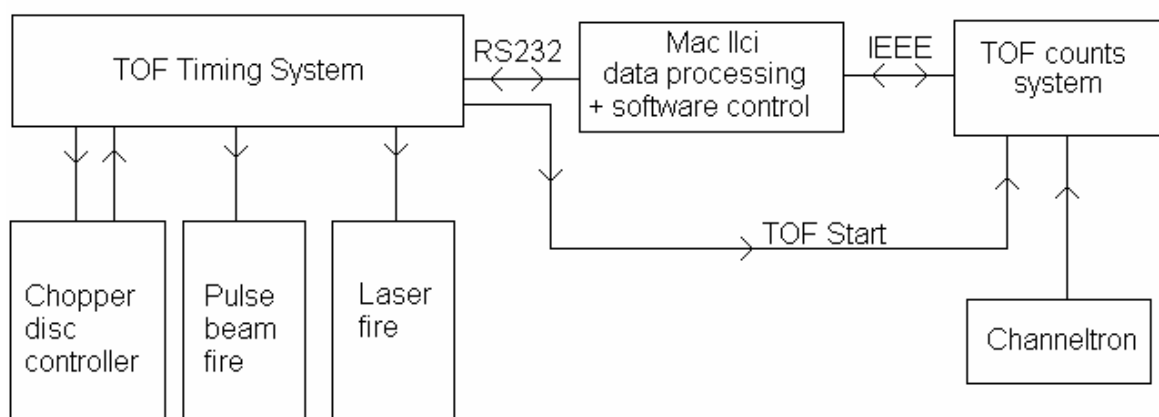 TOF Timing System
RS232
Mac IIci
data processing
+ software control
IEEE
TOF counts
system
TOF Start
Chopper
disc
controller
Pulse
beam
fire
Laser
fire
Channeltron